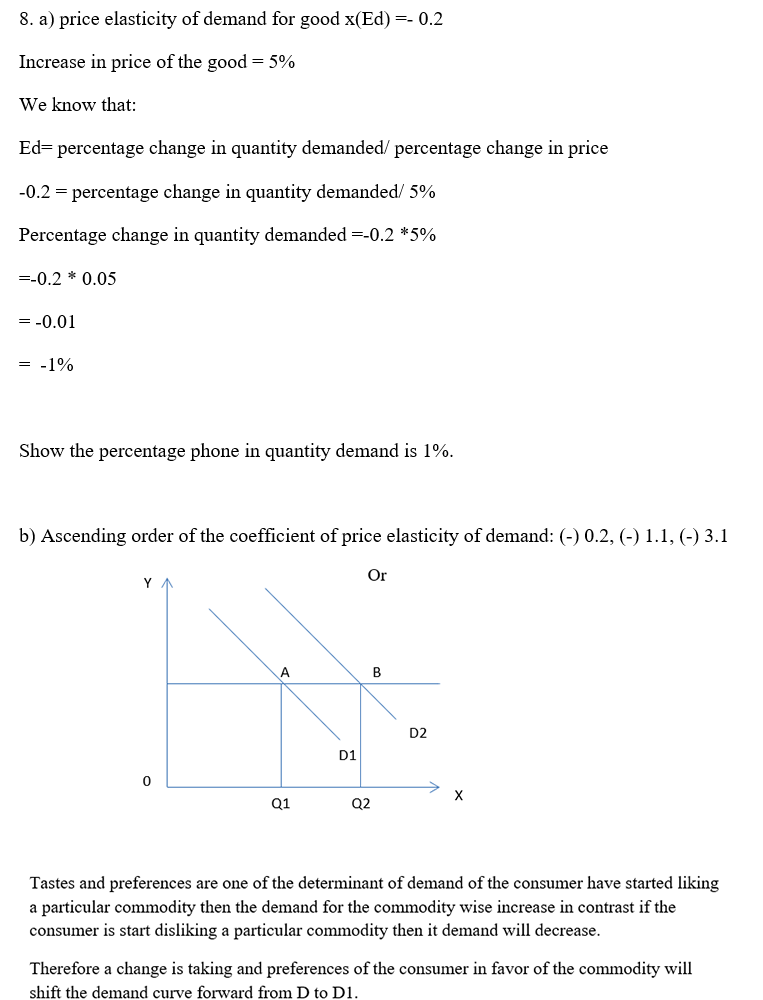 8. a) price elasticity of demand for good x(Ed) =- 0.2
Increase in price of the good = 5%
We know that:
Ed= percentage change in quantity demanded/ percentage change in price
-0.2 = percentage change in quantity demanded/ 5%
Percentage change in quantity demanded =-0.2 *5%
=-0.2 * 0.05
= -0.01
= -1%
Show the percentage phone in quantity demand is 1%.
b) Ascending order of the coefficient of price elasticity of demand: (-) 0.2, (-) 1.1, (-) 3.1
Or
Y
A
B
D2
D1
0
X
Q1
Q2
Tastes and preferences are one of the determinant of demand of the consumer have started liking
a particular commodity then the demand for the commodity wise increase in contrast if the
consumer is start disliking a particular commodity then it demand will decrease.
Therefore a change is taking and preferences of the consumer in favor of the commodity will
shift the demand curve forward from D to D1.